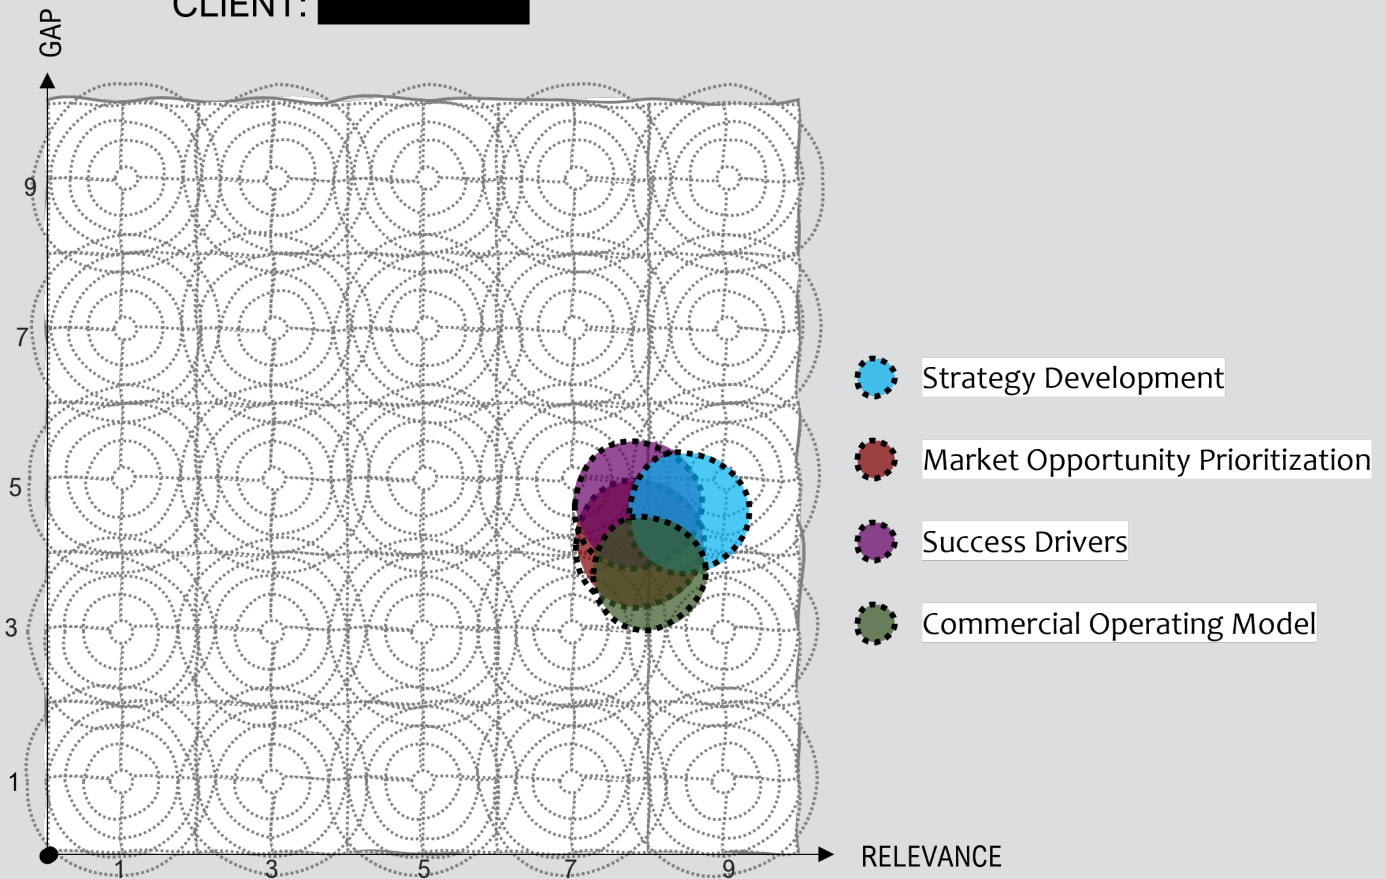 CLIENT:
GAP
9
7
5
3
1
1 3 5 7 9
RELEVANCE
Strategy Development
Market Opportunity Prioritization
Success Drivers
Commercial Operating Model